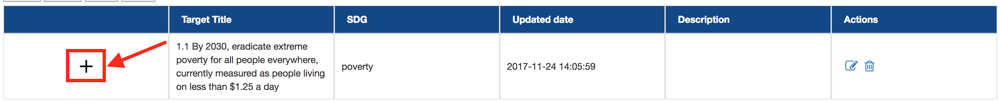 Target Title SDG Updated date Description Actions
1.1 By 2030, eradicate extreme
poverty for all people everywhere,
currently measured as people living
on less than $1.25 a day
poverty
2017-11-24 14:05:59